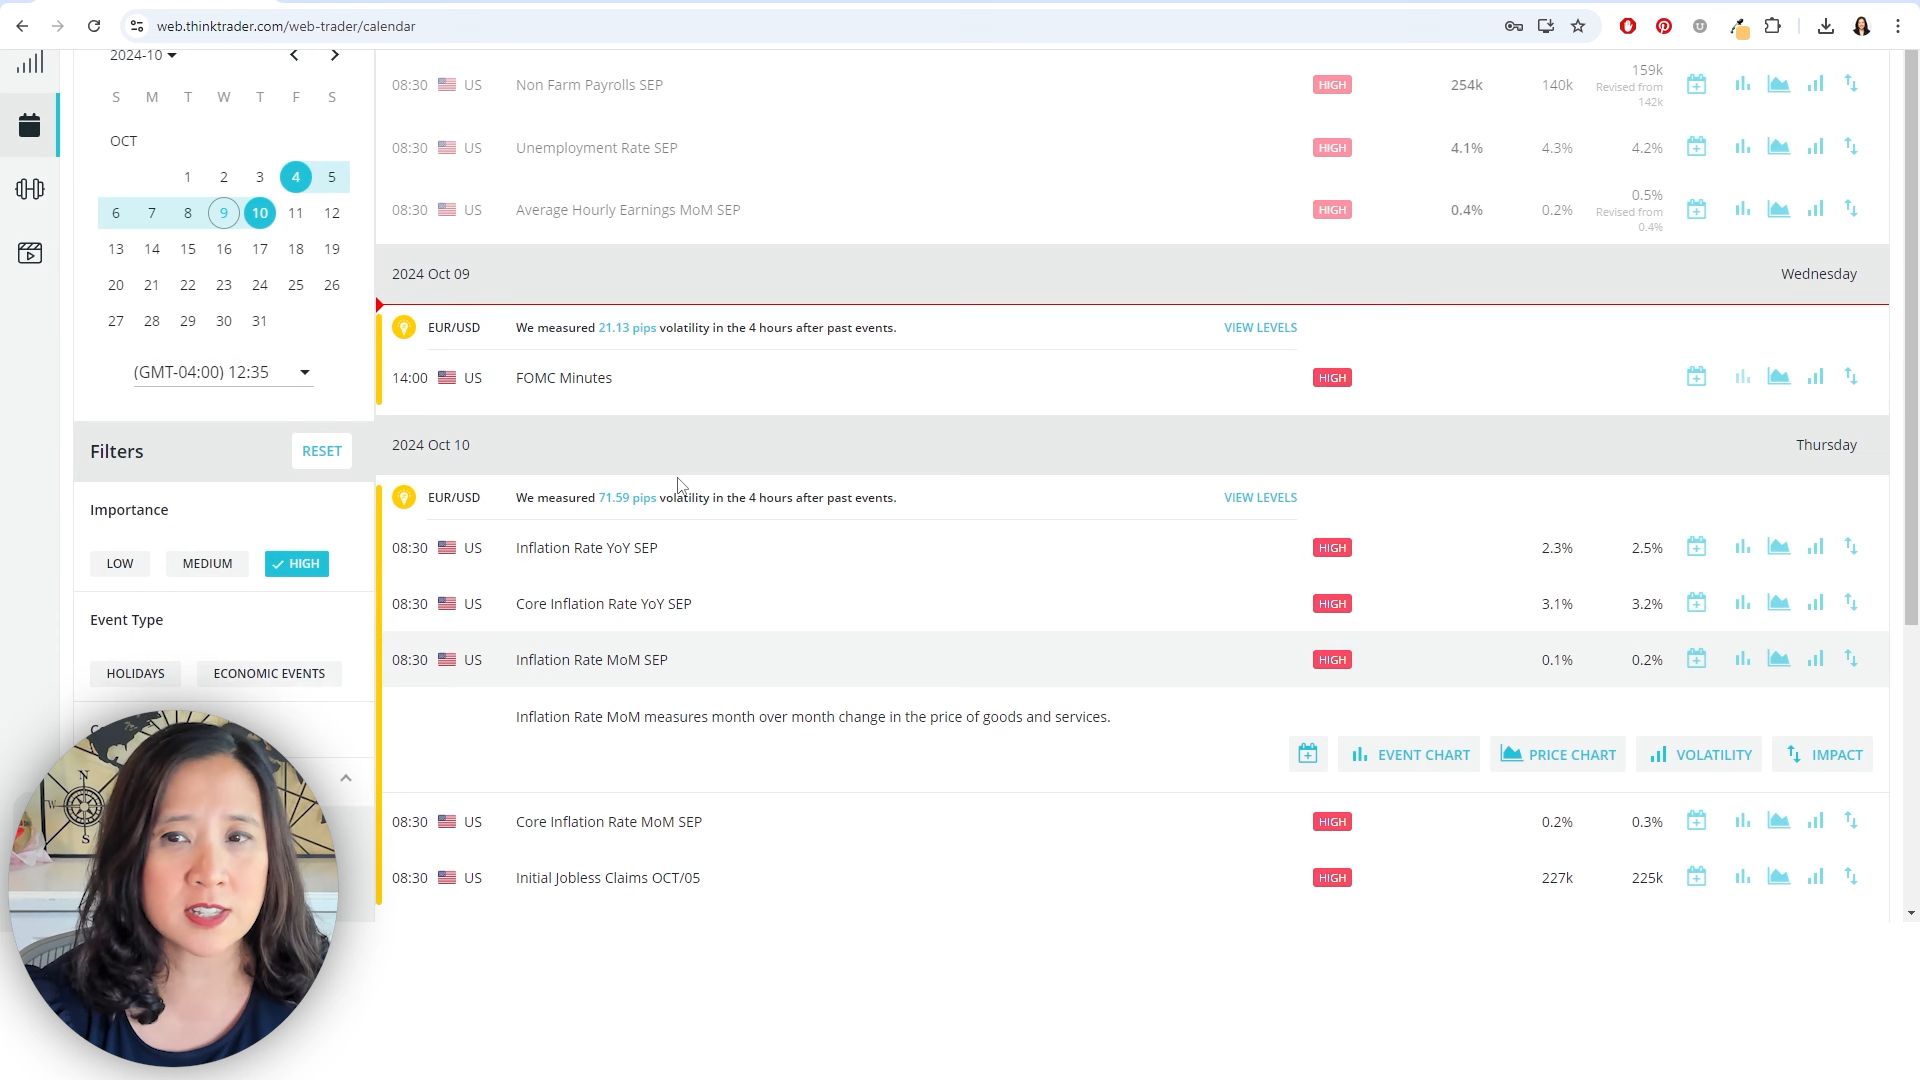 web.thinktrader.com/web-trader/calendar
2024-10
S M T W T F S
OCT
1 2 3 4 5
6 7 8 9 10 11 12
13 14 15 16 17 18 19
20 21 22 23 24 25 26
27 28 29 30 31
(GMT-04:00) 12:35
Filters RESET
Importance
LOW MEDIUM HIGH
Event Type
HOLIDAYS ECONOMIC EVENTS
N
W
S
08:30 US Non Farm Payrolls SEP HIGH 254k 140k 159k
Revised from
142k
08:30 US Unemployment Rate SEP HIGH 4.1% 4.3% 4.2%
08:30 US Average Hourly Earnings MoM SEP HIGH 0.4% 0.2% 0.5%
Revised from
0.4%
2024 Oct 09 Wednesday
EUR/USD We measured 21.13 pips volatility in the 4 hours after past events. VIEW LEVELS
14:00 US FOMC Minutes HIGH
2024 Oct 10 Thursday
EUR/USD We measured 71.59 pips volatility in the 4 hours after past events. VIEW LEVELS
08:30 US Inflation Rate YoY SEP HIGH 2.3% 2.5%
08:30 US Core Inflation Rate YoY SEP HIGH 3.1% 3.2%
08:30 US Inflation Rate MoM SEP HIGH 0.1% 0.2%
Inflation Rate MoM measures month over month change in the price of goods and services.
EVENT CHART PRICE CHART VOLATILITY IMPACT
08:30 US Core Inflation Rate MoM SEP HIGH 0.2% 0.3%
08:30 US Initial Jobless Claims OCT/05 HIGH 227k 225k